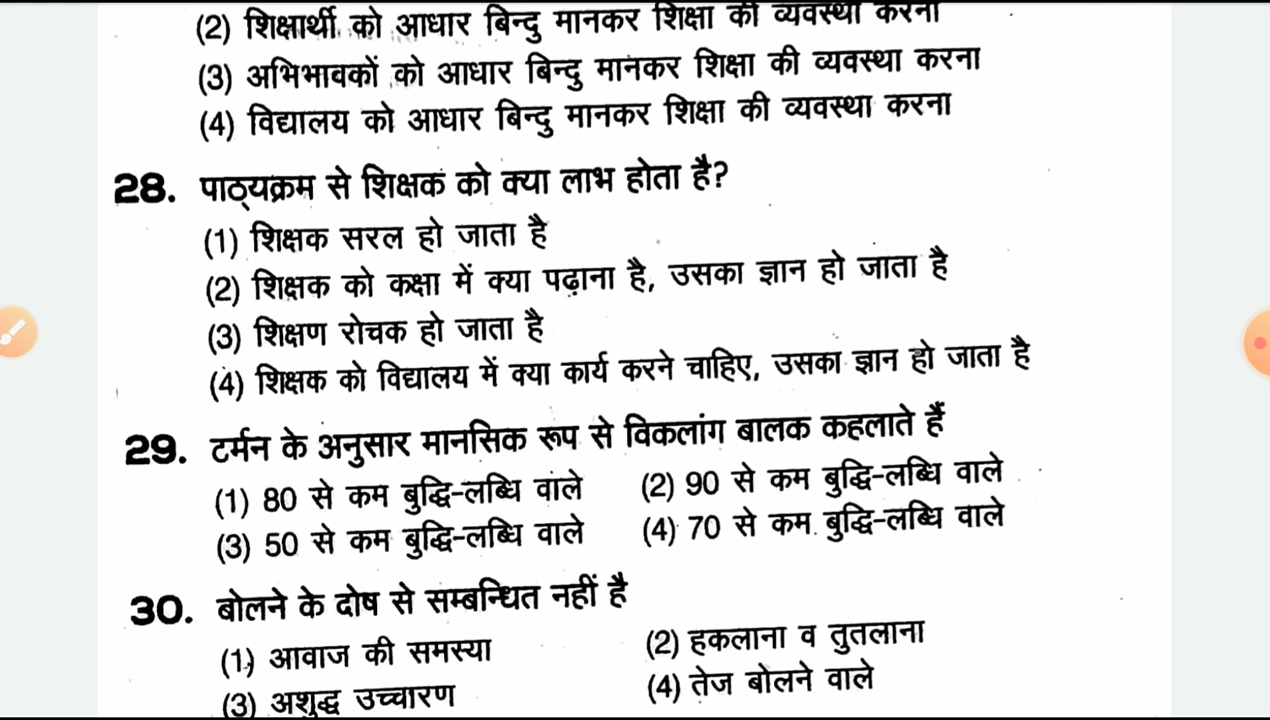 (2) शिक्षार्थी को आधार बिन्दु मानकर शिक्षा की व्यवस्था करना
(3) अभिभावकों को आधार बिन्दु मानकर शिक्षा की व्यवस्था करना
(4) विद्यालय को आधार बिन्दु मानकर शिक्षा की व्यवस्था करना
28. पाठ्यक्रम से शिक्षक को क्या लाभ होता है?
(1) शिक्षक सरल हो जाता है
(2) शिक्षक को कक्षा में क्या पढ़ाना है, उसका ज्ञान हो जाता है
(3) शिक्षण रोचक हो जाता है
(4) शिक्षक को विद्यालय में क्या कार्य करने चाहिए, उसका ज्ञान हो जाता है
29. टर्मन के अनुसार मानसिक रूप से विकलांग बालक कहलाते हैं
(1) 80 से कम बुद्धि-लब्धि वाले (2) 90 से कम बुद्धि-लब्धि वाले
(3) 50 से कम बुद्धि-लब्धि वाले (4) 70 से कम बुद्धि-लब्धि वाले
30. बोलने के दोष से सम्बन्धित नहीं है
(1) आवाज की समस्या (2) हकलाना व तुतलाना
(3) अशुद्ध उच्चारण (4) तेज बोलने वाले